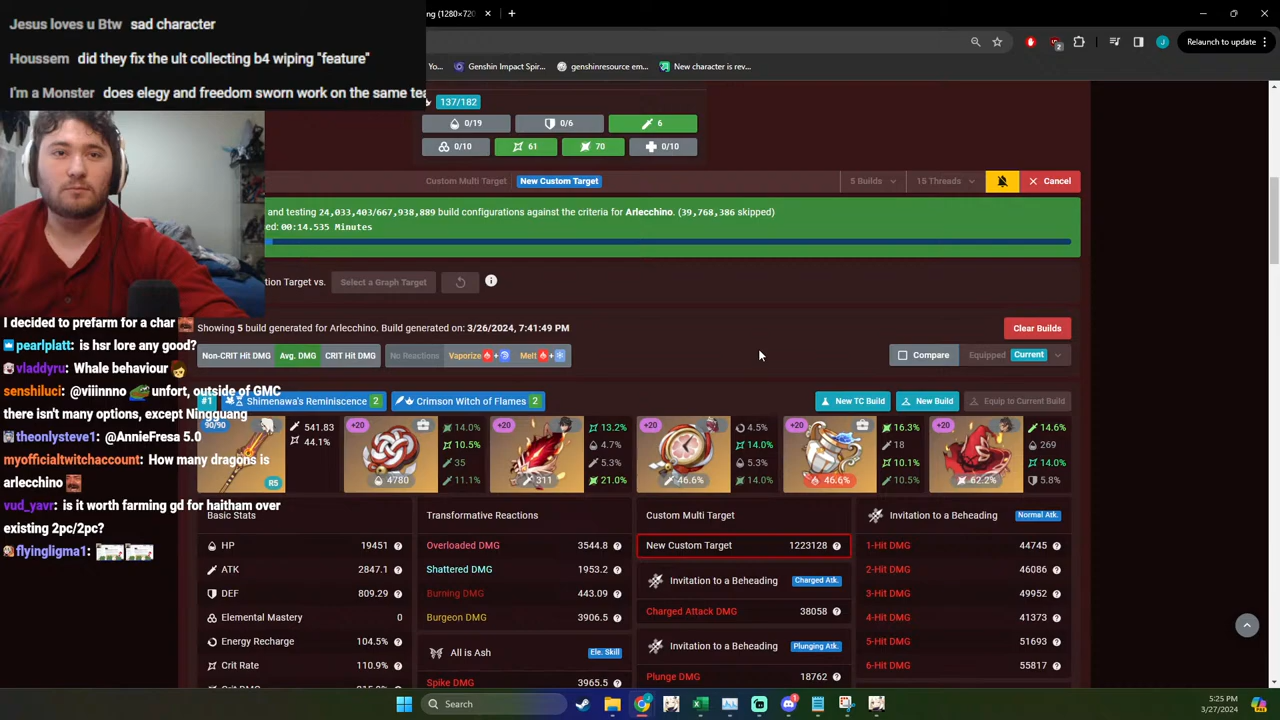 Jesus loves u Btw sad character
Houssem did they fix the ult collecting b4 wiping "feature"
I'm a Monster does elegy and freedom sworn work on the same tea
ng (1280×720
Relaunch to update
Genshin Impact Spir...
genshinresource em...
New character is rev...
137/182
0/19
0/6
6
0/10
61
70
0/10
Custom Multi Target
New Custom Target
5 Builds
15 Threads
Cancel
and testing 24,033,403/667,938,889 build configurations against the criteria for Arlecchino. (39,768,386 skipped)
ed: 00:14.535 Minutes
tion Target vs.
Select a Graph Target
I decided to prefarm for a char
pearlplatt: is hsr lore any good?
vladdyru: Whale behaviour
senshiluci: @viiinnno unfort, outside of GMC
there isn't many options, except Ningguang
theonlysteve1: @AnnieFresa 5.0
myofficialtwitchaccount: How many dragons is
arlecchino
vud_yavr: is it worth farming gd for haitham over
existing 2pc/2pc?
flyingligma1:
Showing 5 build generated for Arlecchino. Build generated on: 3/26/2024, 7:41:49 PM
Clear Builds
Non-CRIT Hit DMG
Avg. DMG
CRIT Hit DMG
No Reactions
Vaporize
+
Melt
+
Compare
Equipped
Current
#1
Shimenawa's Reminiscence 2
Crimson Witch of Flames 2
New TC Build
New Build
Equip to Current Build
90/90
541.83
44.1%
R5
+20
4780
14.0%
10.5%
35
11.1%
+20
311
13.2%
4.7%
5.3%
21.0%
+20
46.6%
4.5%
14.0%
5.3%
14.0%
+20
46.6%
16.3%
18
10.1%
10.5%
+20
62.2%
14.6%
269
14.0%
5.8%
Basic Stats
HP 19451
ATK 2847.1
DEF 809.29
Elemental Mastery 0
Energy Recharge 104.5%
Crit Rate 110.9%
Transformative Reactions
Overloaded DMG 3544.8
Shattered DMG 1953.2
Burning DMG 443.09
Burgeon DMG 3906.5
All is Ash
Ele. Skill
Spike DMG 3965.5
Custom Multi Target
New Custom Target 1223128
Invitation to a Beheading
Charged Atk.
Charged Attack DMG 38058
Invitation to a Beheading
Plunging Atk.
Plunge DMG 18762
Invitation to a Beheading
Normal Atk.
1-Hit DMG 44745
2-Hit DMG 46086
3-Hit DMG 49952
4-Hit DMG 41373
5-Hit DMG 51693
6-Hit DMG 55817
Search
5:25 PM
3/27/2024